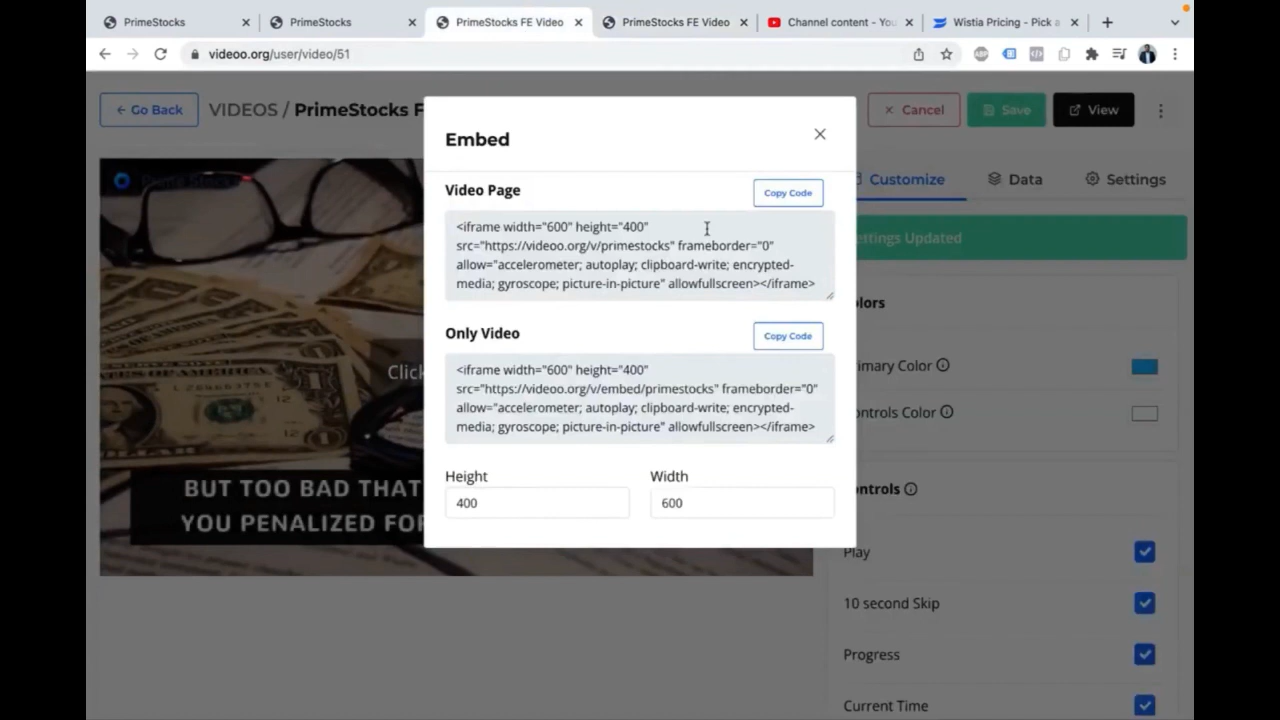 PrimeStocks
PrimeStocks
PrimeStocks FE Video
PrimeStocks FE Video
Channel content - You
Wistia Pricing - Pick a
videoo.org/user/video/51
Go Back
VIDEOS / PrimeStocks F
Cancel
Save
View
Embed
Video Page
Copy Code
<iframe width="600" height="400"
src="https://videoo.org/v/primestocks" frameborder="0"
allow="accelerometer; autoplay; clipboard-write; encrypted-
media; gyroscope; picture-in-picture" allowfullscreen></iframe>
Only Video
Copy Code
<iframe width="600" height="400"
src="https://videoo.org/v/embed/primestocks" frameborder="0"
allow="accelerometer; autoplay; clipboard-write; encrypted-
media; gyroscope; picture-in-picture" allowfullscreen></iframe>
Height
Width
400
600
Prime Stocks
Click
BUT TOO BAD THAT
YOU PENALIZED FOR
Customize
Data
Settings
ettings Updated
olors
rimary Color
ontrols Color
ontrols
Play
10 second Skip
Progress
Current Time